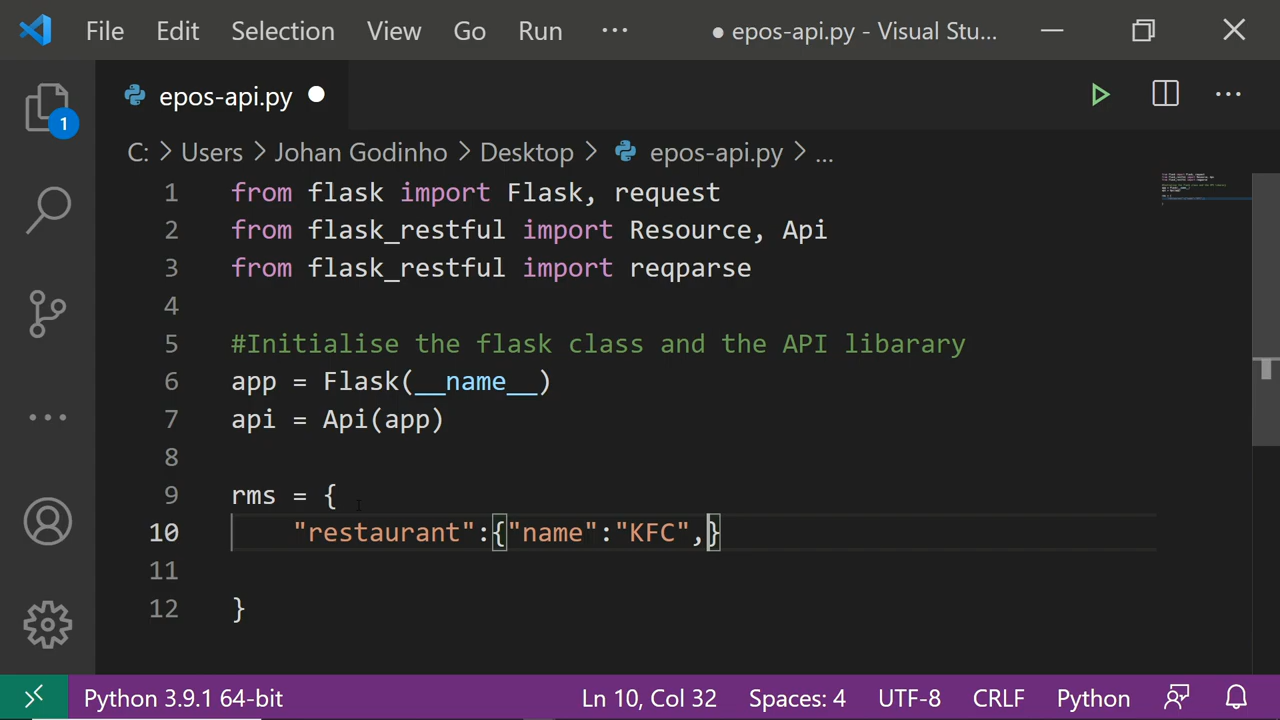 File Edit Selection View Go Run ··· ● epos-api.py - Visual Stu...
epos-api.py
1
C: > Users > Johan Godinho > Desktop > epos-api.py > ...
1 from flask import Flask, request
2 from flask_restful import Resource, Api
3 from flask_restful import reqparse
4
5 #Initialise the flask class and the API libarary
6 app = Flask(__name__)
7 api = Api(app)
8
9 rms = {
10 "restaurant":{"name":"KFC",}
11
12 }
Python 3.9.1 64-bit Ln 10, Col 32 Spaces: 4 UTF-8 CRLF Python